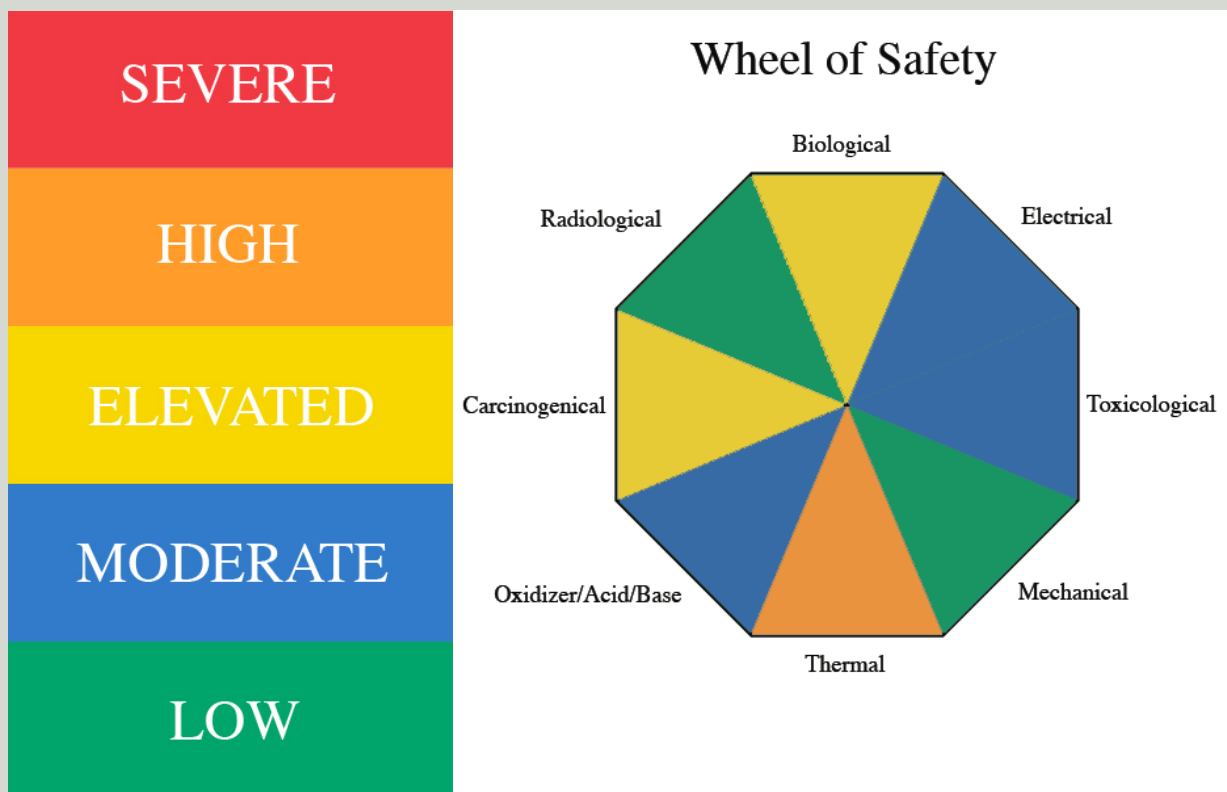 SEVERE
HIGH
ELEVATED
MODERATE
LOW
Wheel of Safety
Biological
Electrical
Toxicological
Mechanical
Thermal
Oxidizer/Acid/Base
Carcinogenical
Radiological